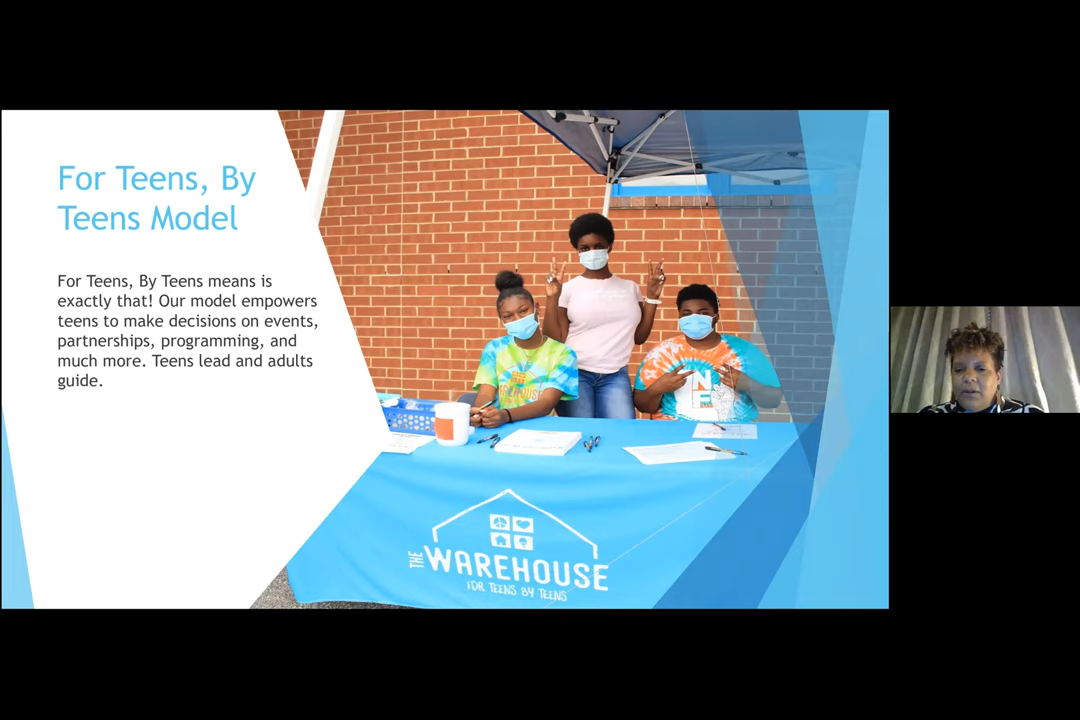 For Teens, By
Teens Model
For Teens, By Teens means is
exactly that! Our model empowers
teens to make decisions on events,
partnerships, programming, and
much more. Teens lead and adults
guide.
THE
WAREHOUSE
FOR TEENS BY TEENS